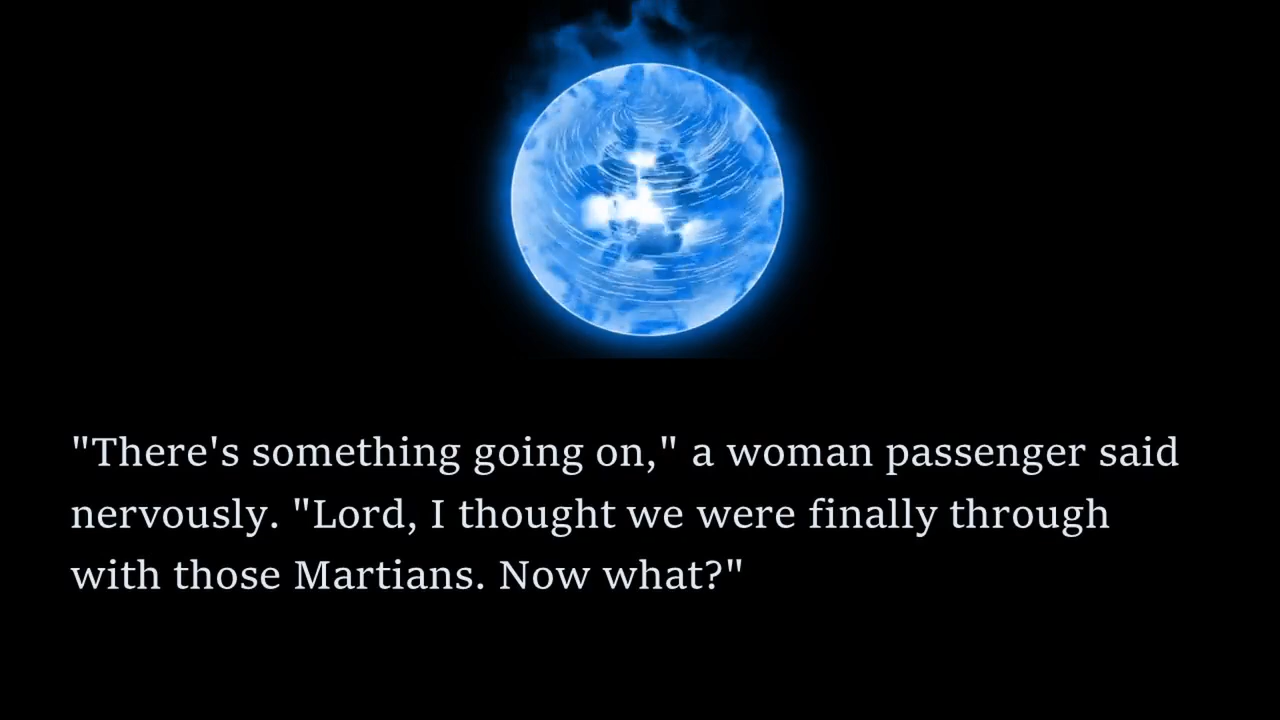 "There's something going on," a woman passenger said
nervously. "Lord, I thought we were finally through
with those Martians. Now what?"